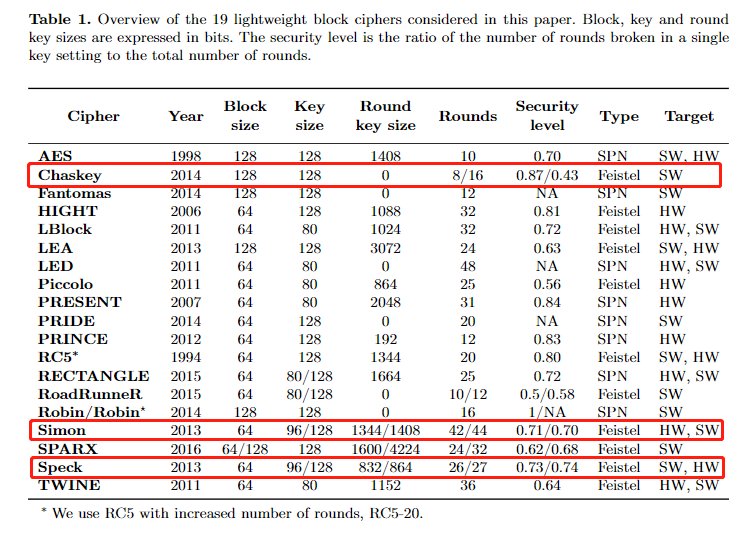 Table 1. Overview of the 19 lightweight block ciphers considered in this paper. Block, key and round
key sizes are expressed in bits. The security level is the ratio of the number of rounds broken in a single
key setting to the total number of rounds.
Cipher Year Block size Key size Round key size Rounds Security level Type Target
AES 1998 128 128 1408 10 0.70 SPN SW, HW
Chaskey 2014 128 128 0 8/16 0.87/0.43 Feistel SW
Fantomas 2014 128 128 0 12 NA SPN SW
HIGHT 2006 64 128 1088 32 0.81 Feistel HW
LBlock 2011 64 80 1024 32 0.72 Feistel HW, SW
LEA 2013 128 128 3072 24 0.63 Feistel SW, HW
LED 2011 64 80 0 48 NA SPN HW, SW
Piccolo 2011 64 80 864 25 0.56 Feistel HW
PRESENT 2007 64 80 2048 31 0.84 SPN HW
PRIDE 2014 64 128 0 20 NA SPN SW
PRINCE 2012 64 128 192 12 0.83 SPN HW
RC5* 1994 64 128 1344 20 0.80 Feistel SW, HW
RECTANGLE 2015 64 80/128 1664 25 0.72 SPN HW, SW
RoadRunneR 2015 64 80/128 0 10/12 0.5/0.58 Feistel SW
Robin/Robin* 2014 128 128 0 16 1/NA SPN SW
Simon 2013 64 96/128 1344/1408 42/44 0.71/0.70 Feistel HW, SW
SPARX 2016 64/128 128 1600/4224 24/32 0.62/0.68 Feistel SW
Speck 2013 64 96/128 832/864 26/27 0.73/0.74 Feistel SW, HW
TWINE 2011 64 80 1152 36 0.64 Feistel HW, SW
* We use RC5 with increased number of rounds, RC5-20.